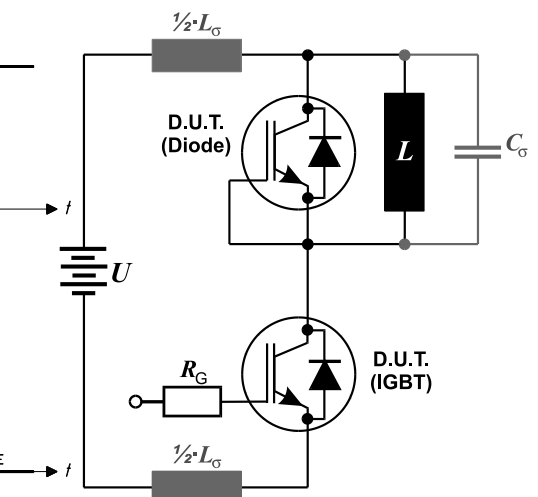 ½·Lσ
D.U.T.
(Diode)
L
Cσ
t
U
D.U.T.
(IGBT)
RG
E
t
½·Lσ